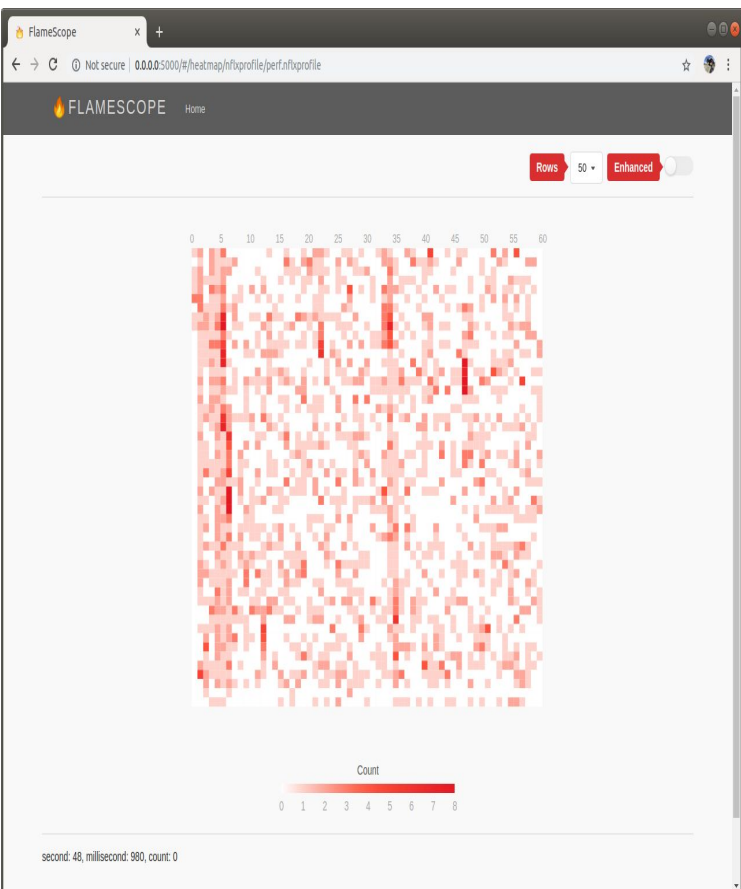 FlameScope
Not secure | 0.0.0.0:5000/#/heatmap/nflxprofile/perf.nflxprofile
FLAMESCOPE Home
Rows 50 Enhanced
0 5 10 15 20 25 30 35 40 45 50 55 60
Count
0 1 2 3 4 5 6 7 8
second: 48, millisecond: 980, count: 0